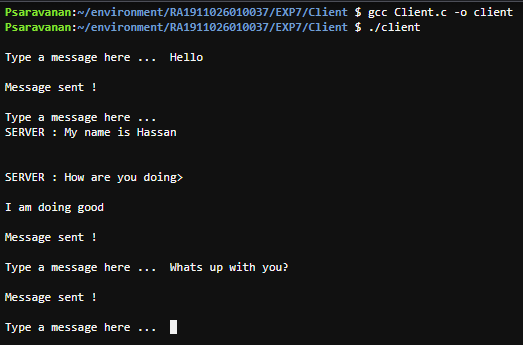 Psaravanan:~/environment/RA1911026010037/EXP7/Client $ gcc Client.c -o client
Psaravanan:~/environment/RA1911026010037/EXP7/Client $ ./client
Type a message here ...  Hello
Message sent !
Type a message here ...
SERVER : My name is Hassan
SERVER : How are you doing>
I am doing good
Message sent !
Type a message here ...  Whats up with you?
Message sent !
Type a message here ...